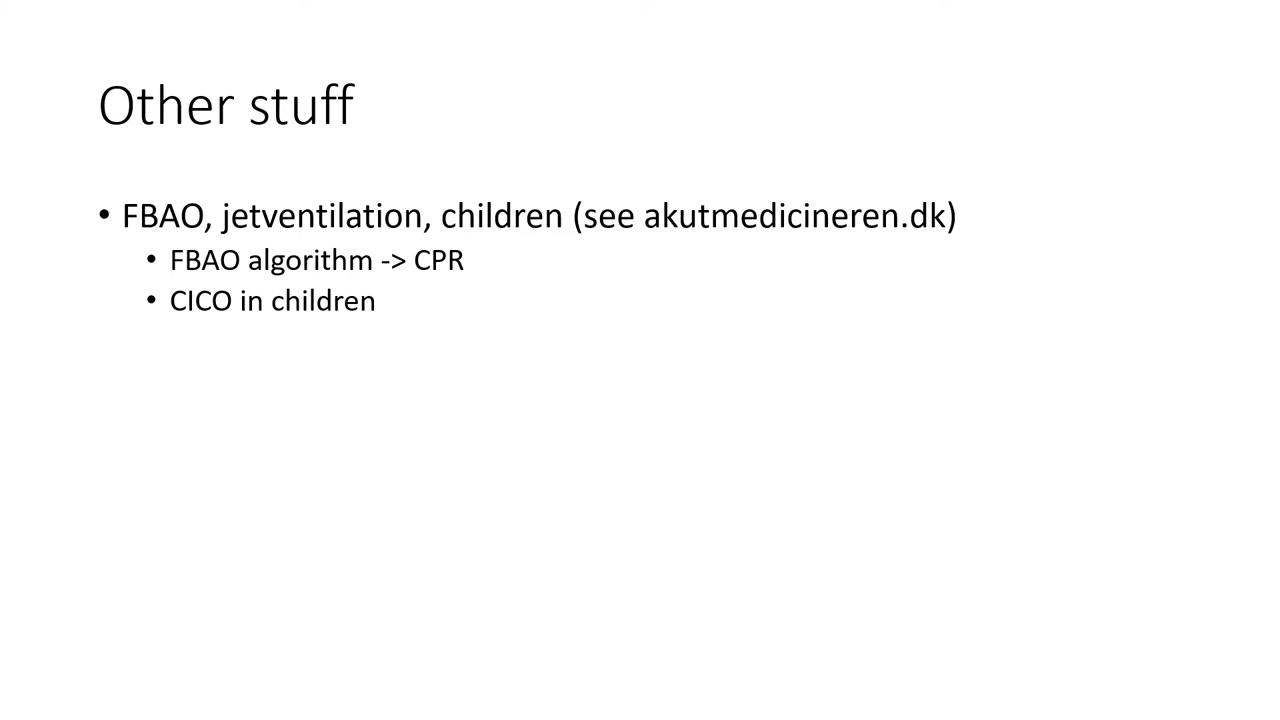 Other stuff
• FBAO, jetventilation, children (see akutmedicineren.dk)
• FBAO algorithm -> CPR
• CICO in children